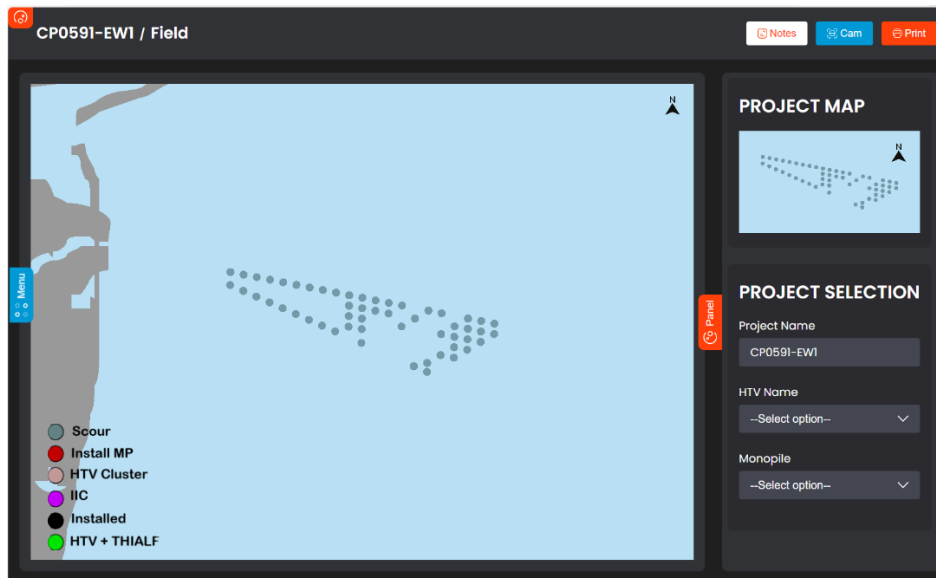 CP0591-EW1 / Field
Notes
Cam
Print
N
Menu
Scour
Install MP
HTV Cluster
IIC
Installed
HTV + THIALF
Panel
PROJECT MAP
N
PROJECT SELECTION
Project Name
CP0591-EW1
HTV Name
--Select option--
Monopile
--Select option--